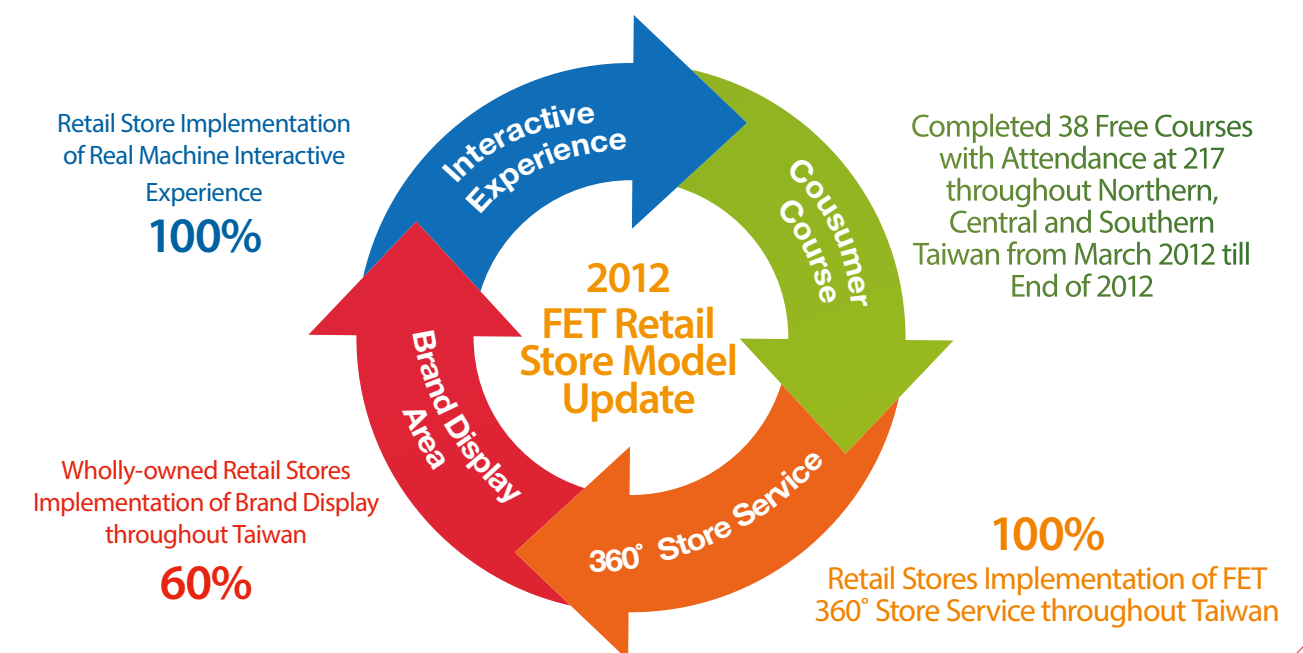 Interactive
Experience
Retail Store Implementation
of Real Machine Interactive
Experience
100%
Cousumer
Course
Completed 38 Free Courses
with Attendance at 217
throughout Northern,
Central and Southern
Taiwan from March 2012 till
End of 2012
2012
FET Retail
Store Model
Update
Brand Display
Area
Wholly-owned Retail Stores
Implementation of Brand Display
throughout Taiwan
60%
360° Store Service
100%
Retail Stores Implementation of FET
360° Store Service throughout Taiwan